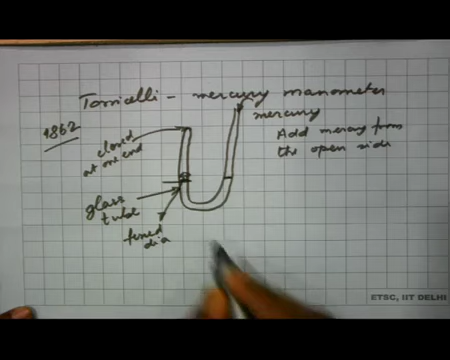 Torricelli - mercury manometer
1862
mercury
Add mercury from
the open side
closed
at one end
glass
tube
fixed
dia
ETSC, IIT DELHI